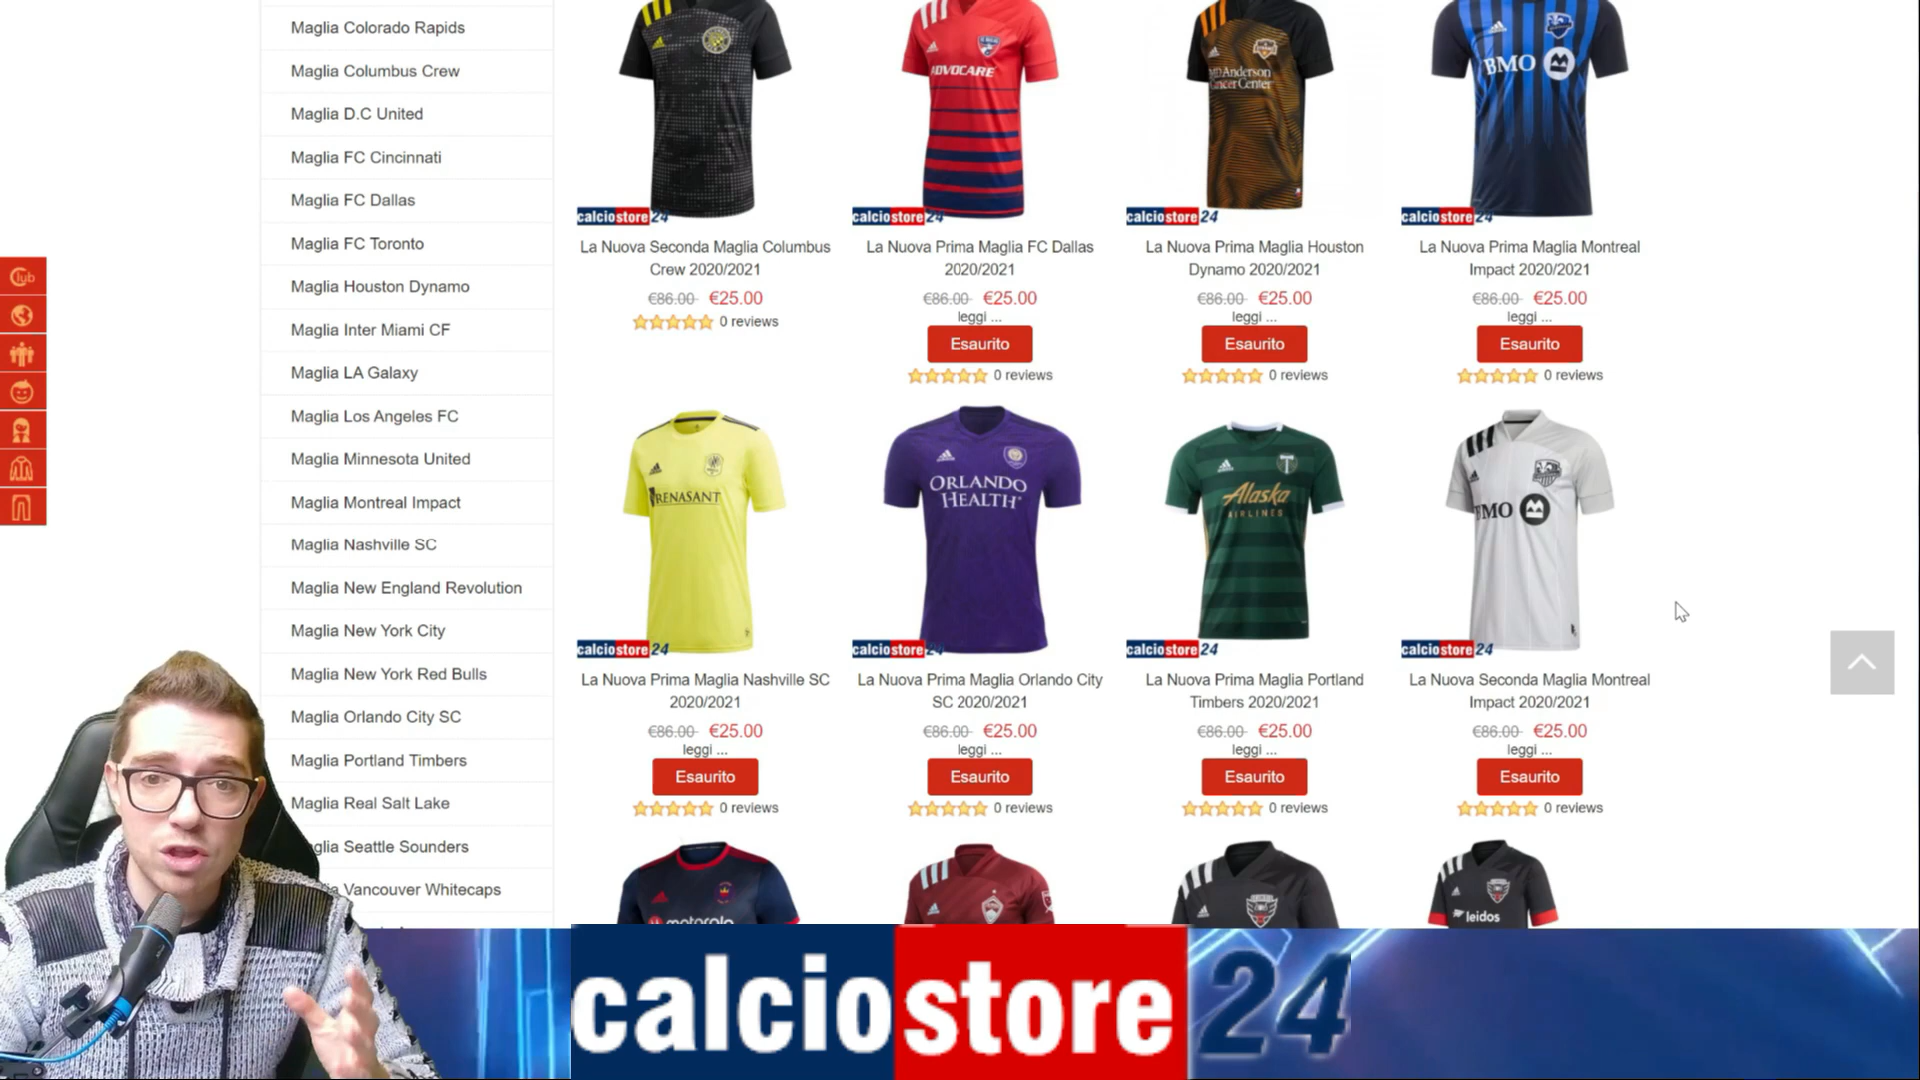 Maglia Colorado Rapids
Maglia Columbus Crew
Maglia D.C United
Maglia FC Cincinnati
Maglia FC Dallas
Maglia FC Toronto
Maglia Houston Dynamo
Maglia Inter Miami CF
Maglia LA Galaxy
Maglia Los Angeles FC
Maglia Minnesota United
Maglia Montreal Impact
Maglia Nashville SC
Maglia New England Revolution
Maglia New York City
Maglia New York Red Bulls
Maglia Orlando City SC
Maglia Portland Timbers
Maglia Real Salt Lake
Seattle Sounders
Vancouver Whitecaps
Club
ADVOCARE
MD Anderson
Cancer Center
BMO
calciostore24
calciostore24
calciostore24
calciostore24
La Nuova Seconda Maglia Columbus
Crew 2020/2021
€86.00 €25.00
0 reviews
La Nuova Prima Maglia FC Dallas
2020/2021
€86.00 €25.00
leggi ...
Esaurito
0 reviews
La Nuova Prima Maglia Houston
Dynamo 2020/2021
€86.00 €25.00
leggi ...
Esaurito
0 reviews
La Nuova Prima Maglia Montreal
Impact 2020/2021
€86.00 €25.00
leggi ...
Esaurito
0 reviews
RENASANT
ORLANDO
HEALTH
Alaska
AIRLINES
BMO
calciostore24
calciostore24
calciostore24
calciostore24
La Nuova Prima Maglia Nashville SC
2020/2021
€86.00 €25.00
leggi ...
Esaurito
0 reviews
La Nuova Prima Maglia Orlando City
SC 2020/2021
€86.00 €25.00
leggi ...
Esaurito
0 reviews
La Nuova Prima Maglia Portland
Timbers 2020/2021
€86.00 €25.00
leggi ...
Esaurito
0 reviews
La Nuova Seconda Maglia Montreal
Impact 2020/2021
€86.00 €25.00
leggi ...
Esaurito
0 reviews
motorola
leidos
calciostore24